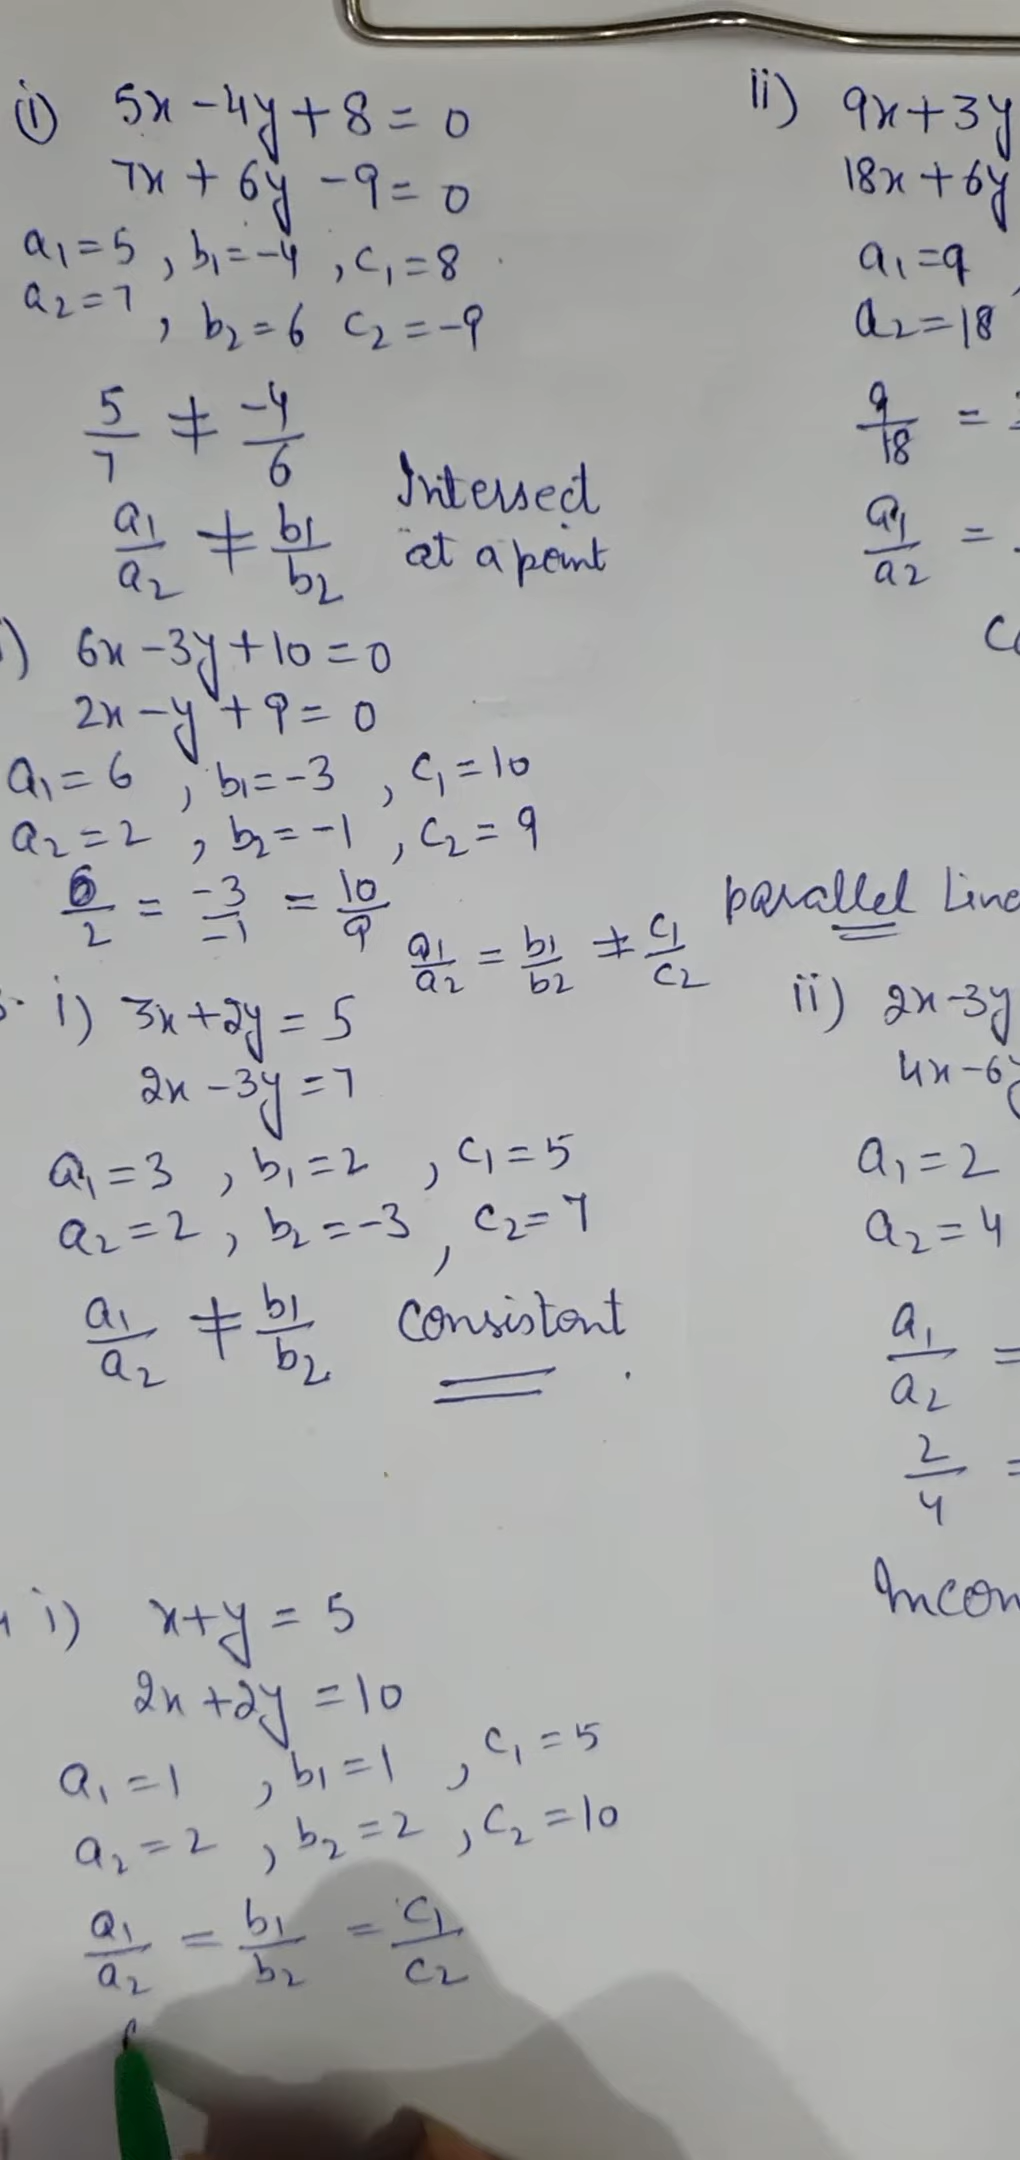 (i) 5x - 4y + 8 = 0
7x + 6y - 9 = 0
a₁ = 5 , b₁ = -4 , c₁ = 8
a₂ = 7 , b₂ = 6 c₂ = -9
5/7 ≠ -4/6
a₁/a₂ ≠ b₁/b₂ Intersect at a point
ii) 9x + 3y
18x + 6y
a₁ = 9
a₂ = 18
9/18 =
a₁/a₂ =
) 6x - 3y + 10 = 0
2x - y + 9 = 0
a₁ = 6 , b₁ = -3 , c₁ = 10
a₂ = 2 , b₂ = -1 , c₂ = 9
6/2 = -3/-1 = 10/9
a₁/a₂ = b₁/b₂ ≠ c₁/c₂ parallel Line
i) 3x + 2y = 5
2x - 3y = 7
a₁ = 3 , b₁ = 2 , c₁ = 5
a₂ = 2 , b₂ = -3 , c₂ = 7
a₁/a₂ ≠ b₁/b₂ consistent
ii) 2x - 3y
4x - 6y
a₁ = 2
a₂ = 4
a₁/a₂ =
2/4 =
Incon
i) x + y = 5
2x + 2y = 10
a₁ = 1 , b₁ = 1 , c₁ = 5
a₂ = 2 , b₂ = 2 , c₂ = 10
a₁/a₂ = b₁/b₂ = c₁/c₂